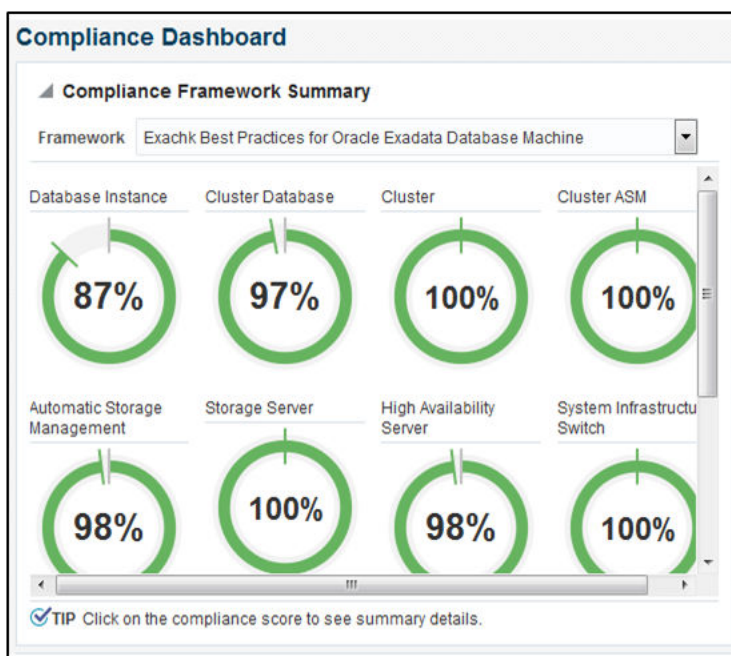 Compliance Dashboard
Compliance Framework Summary
Framework Exachk Best Practices for Oracle Exadata Database Machine
Database Instance Cluster Database Cluster Cluster ASM
87% 97% 100% 100%
Automatic Storage Management Storage Server High Availability Server System Infrastructu Switch
98% 100% 98% 100%
TIP Click on the compliance score to see summary details.